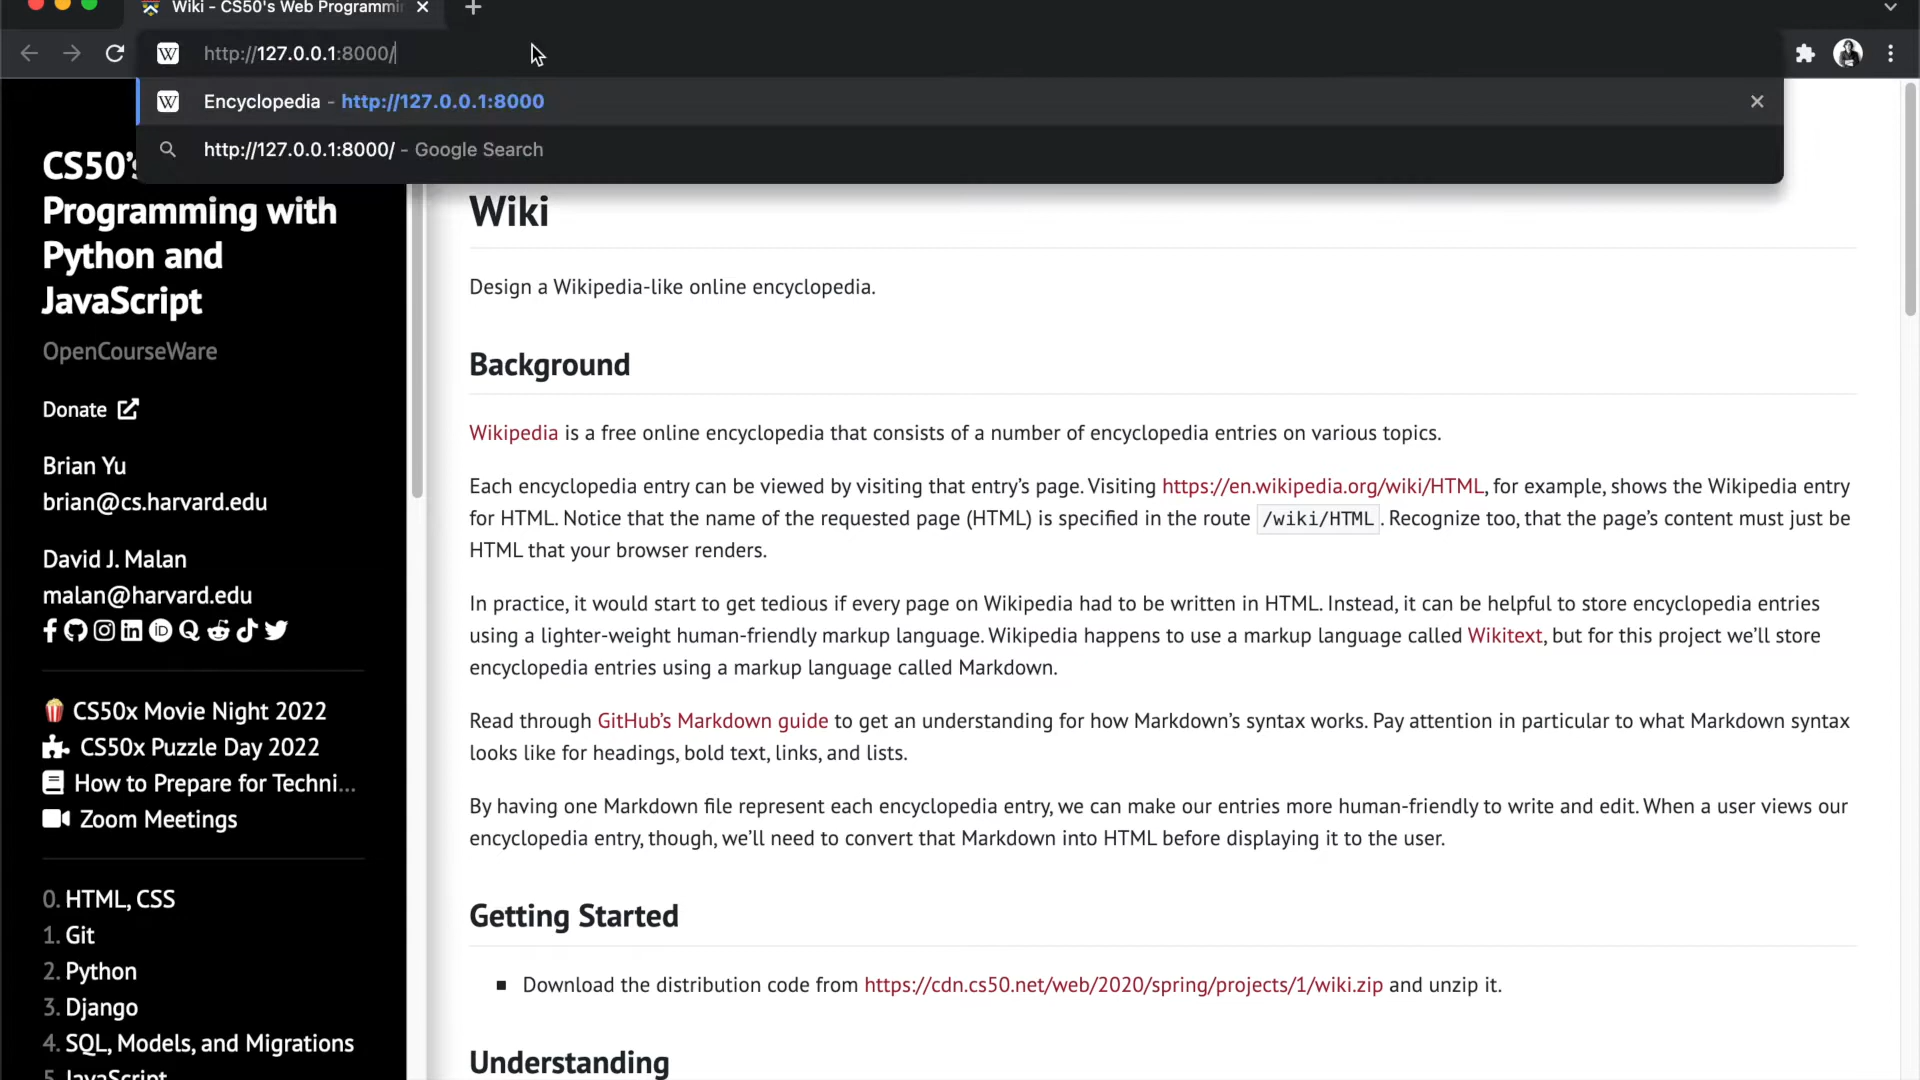 Wiki - CS50's Web Programmi
http://127.0.0.1:8000/
W Encyclopedia - http://127.0.0.1:8000
http://127.0.0.1:8000/ - Google Search
CS50's
Programming with
Python and
JavaScript
OpenCourseWare
Donate
Brian Yu
brian@cs.harvard.edu
David J. Malan
malan@harvard.edu
CS50x Movie Night 2022
CS50x Puzzle Day 2022
How to Prepare for Techni...
Zoom Meetings
0. HTML, CSS
1. Git
2. Python
3. Django
4. SQL, Models, and Migrations
5. JavaScript
Wiki
Design a Wikipedia-like online encyclopedia.
Background
Wikipedia is a free online encyclopedia that consists of a number of encyclopedia entries on various topics.
Each encyclopedia entry can be viewed by visiting that entry's page. Visiting https://en.wikipedia.org/wiki/HTML, for example, shows the Wikipedia entry
for HTML. Notice that the name of the requested page (HTML) is specified in the route /wiki/HTML. Recognize too, that the page's content must just be
HTML that your browser renders.
In practice, it would start to get tedious if every page on Wikipedia had to be written in HTML. Instead, it can be helpful to store encyclopedia entries
using a lighter-weight human-friendly markup language. Wikipedia happens to use a markup language called Wikitext, but for this project we'll store
encyclopedia entries using a markup language called Markdown.
Read through GitHub's Markdown guide to get an understanding for how Markdown's syntax works. Pay attention in particular to what Markdown syntax
looks like for headings, bold text, links, and lists.
By having one Markdown file represent each encyclopedia entry, we can make our entries more human-friendly to write and edit. When a user views our
encyclopedia entry, though, we'll need to convert that Markdown into HTML before displaying it to the user.
Getting Started
Download the distribution code from https://cdn.cs50.net/web/2020/spring/projects/1/wiki.zip and unzip it.
Understanding